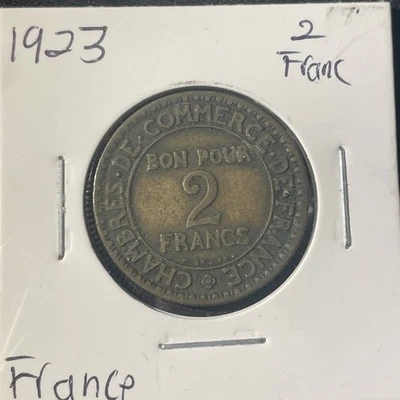 1923
2
Franc
CHAMBRES·DE·COMMERCE·DE·FRANCE·
BON POUR
2
FRANCS
France